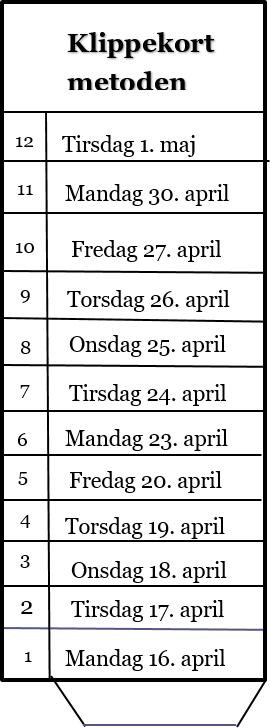 Klippekort
metoden
12 Tirsdag 1. maj
11 Mandag 30. april
10 Fredag 27. april
9 Torsdag 26. april
8 Onsdag 25. april
7 Tirsdag 24. april
6 Mandag 23. april
5 Fredag 20. april
4 Torsdag 19. april
3 Onsdag 18. april
2 Tirsdag 17. april
1 Mandag 16. april